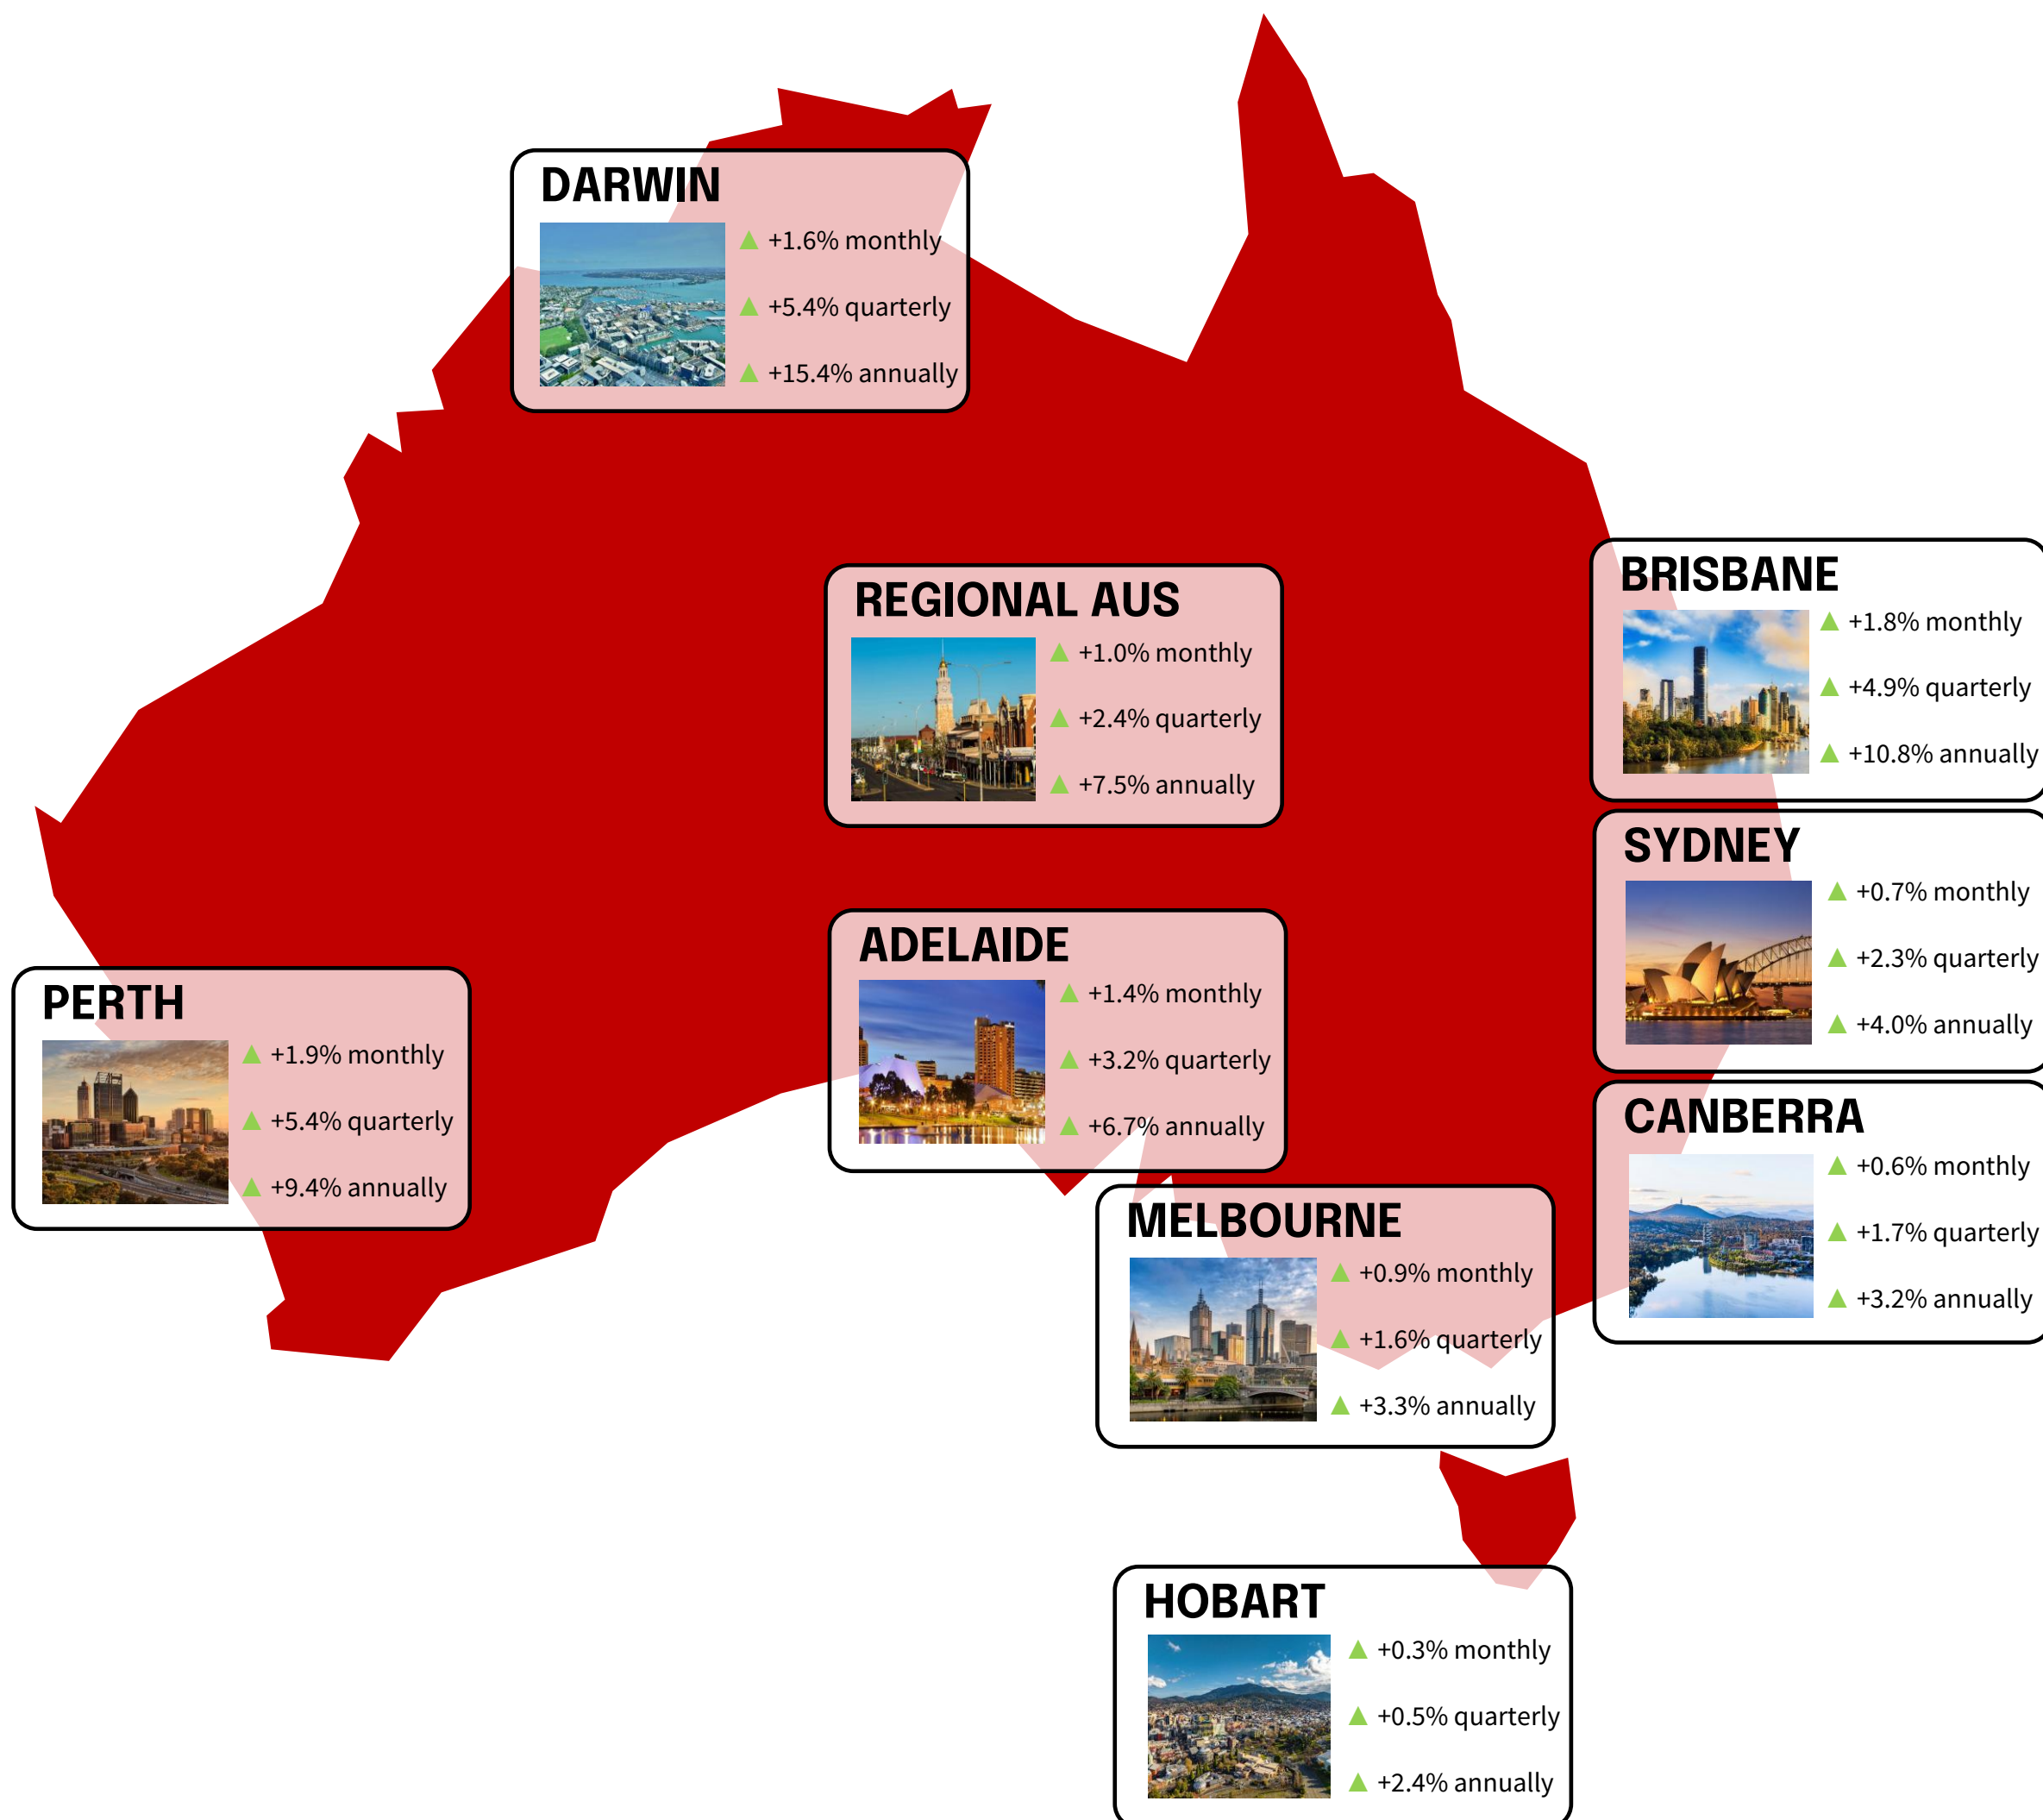 DARWIN
▲ +1.6% monthly
▲ +5.4% quarterly
▲ +15.4% annually
REGIONAL AUS
▲ +1.0% monthly
▲ +2.4% quarterly
▲ +7.5% annually
BRISBANE
▲ +1.8% monthly
▲ +4.9% quarterly
▲ +10.8% annually
SYDNEY
▲ +0.7% monthly
▲ +2.3% quarterly
▲ +4.0% annually
ADELAIDE
▲ +1.4% monthly
▲ +3.2% quarterly
▲ +6.7% annually
PERTH
▲ +1.9% monthly
▲ +5.4% quarterly
▲ +9.4% annually
CANBERRA
▲ +0.6% monthly
▲ +1.7% quarterly
▲ +3.2% annually
MELBOURNE
▲ +0.9% monthly
▲ +1.6% quarterly
▲ +3.3% annually
HOBART
▲ +0.3% monthly
▲ +0.5% quarterly
▲ +2.4% annually